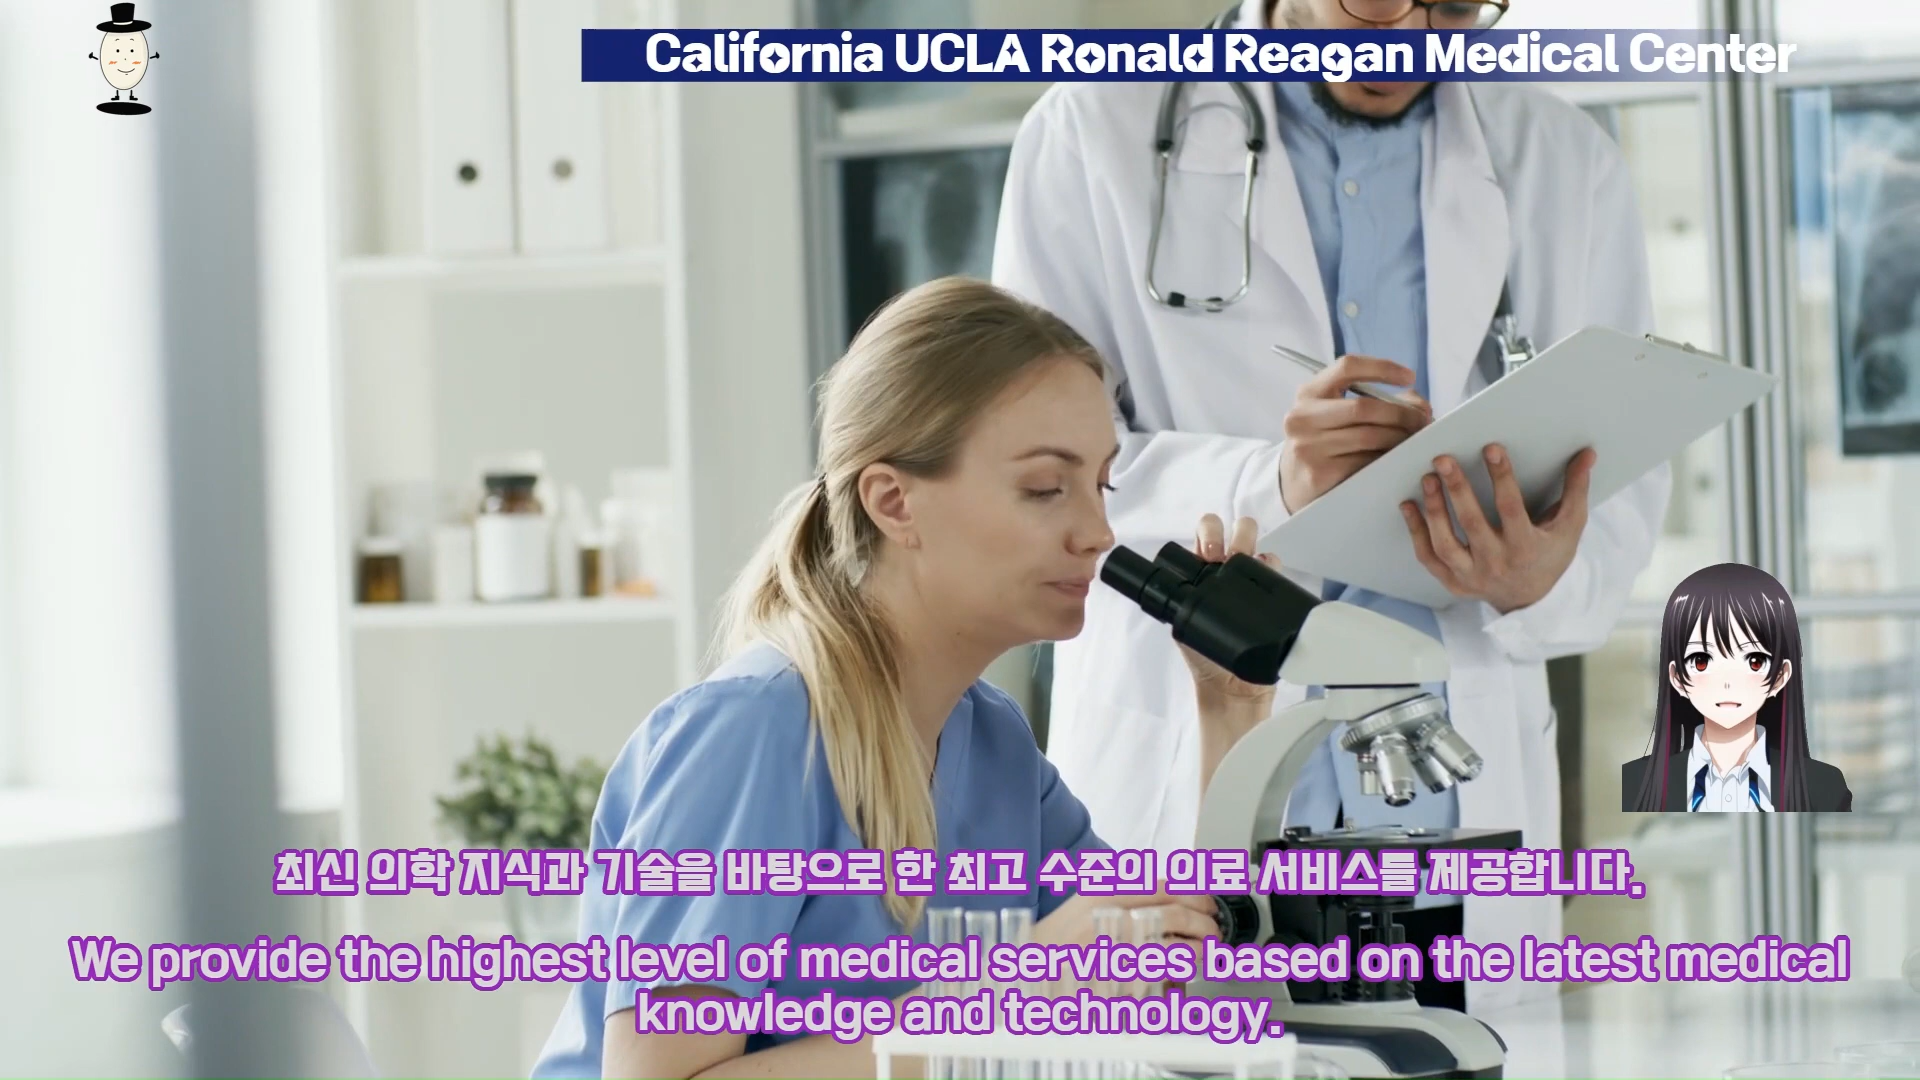 California UCLA Ronald Reagan Medical Center
최신 의학 지식과 기술을 바탕으로 한 최고 수준의 의료 서비스를 제공합니다.
We provide the highest level of medical services based on the latest medical
knowledge and technology.